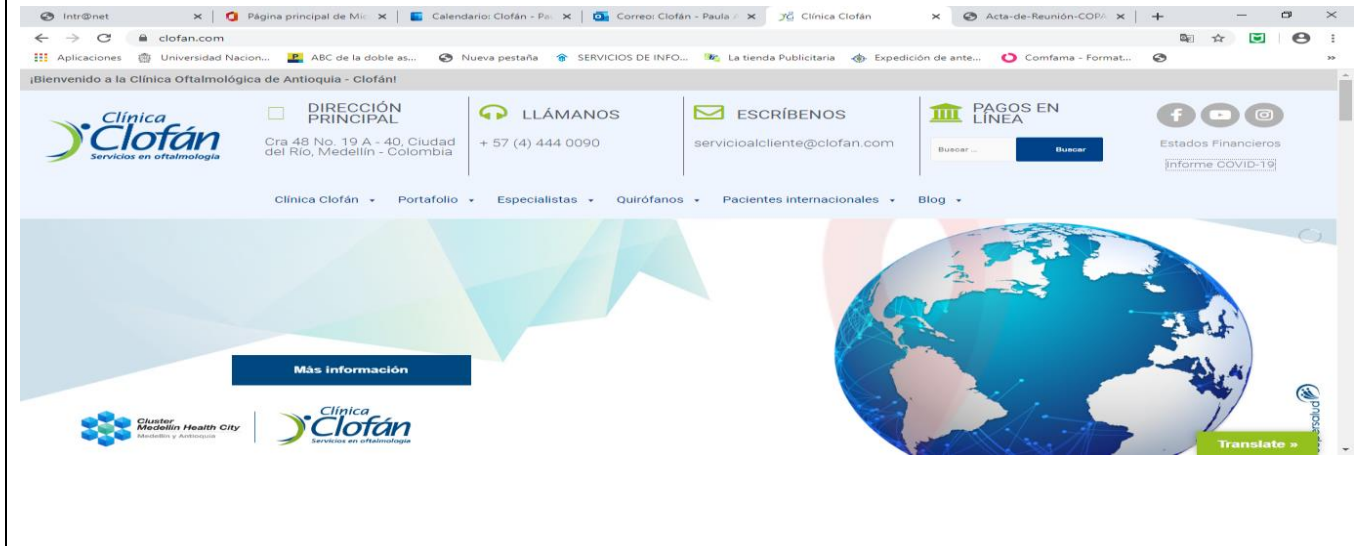 Intr@net
Página principal de Mic
Calendario: Clofán - Pau
Correo: Clofán - Paula A
Clínica Clofán
Acta-de-Reunión-COPA
clofan.com
Aplicaciones
Universidad Nacion...
ABC de la doble as...
Nueva pestaña
SERVICIOS DE INFO...
La tienda Publicitaria
Expedición de ante...
Comfama - Format...
¡Bienvenido a la Clínica Oftalmológica de Antioquia - Clofán!
Clínica
Clofán
Servicios en oftalmología
DIRECCIÓN
PRINCIPAL
Cra 48 No. 19 A - 40, Ciudad
del Río, Medellín - Colombia
LLÁMANOS
+ 57 (4) 444 0090
ESCRÍBENOS
servicioalcliente@clofan.com
PAGOS EN
LÍNEA
Buscar ...
Buscar
Estados Financieros
Informe COVID-19
Clínica Clofán
Portafolio
Especialistas
Quirófanos
Pacientes internacionales
Blog
Más información
Cluster
Medellín Health City
Medellín y Antioquia
Clínica
Clofán
Servicios en oftalmología
Translate »